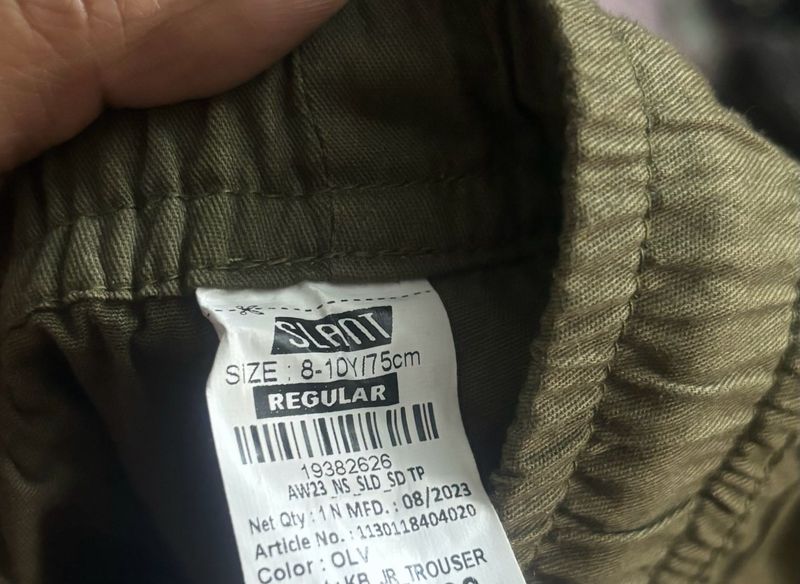 SLANT
SIZE : 8-10Y/75cm
REGULAR
19382626
AW23_NS_SLD_SD TP
Net Qty : 1 N MFD. : 08/2023
Article No. : 1130118404020
Color : OLV
: KB_JR_TROUSER